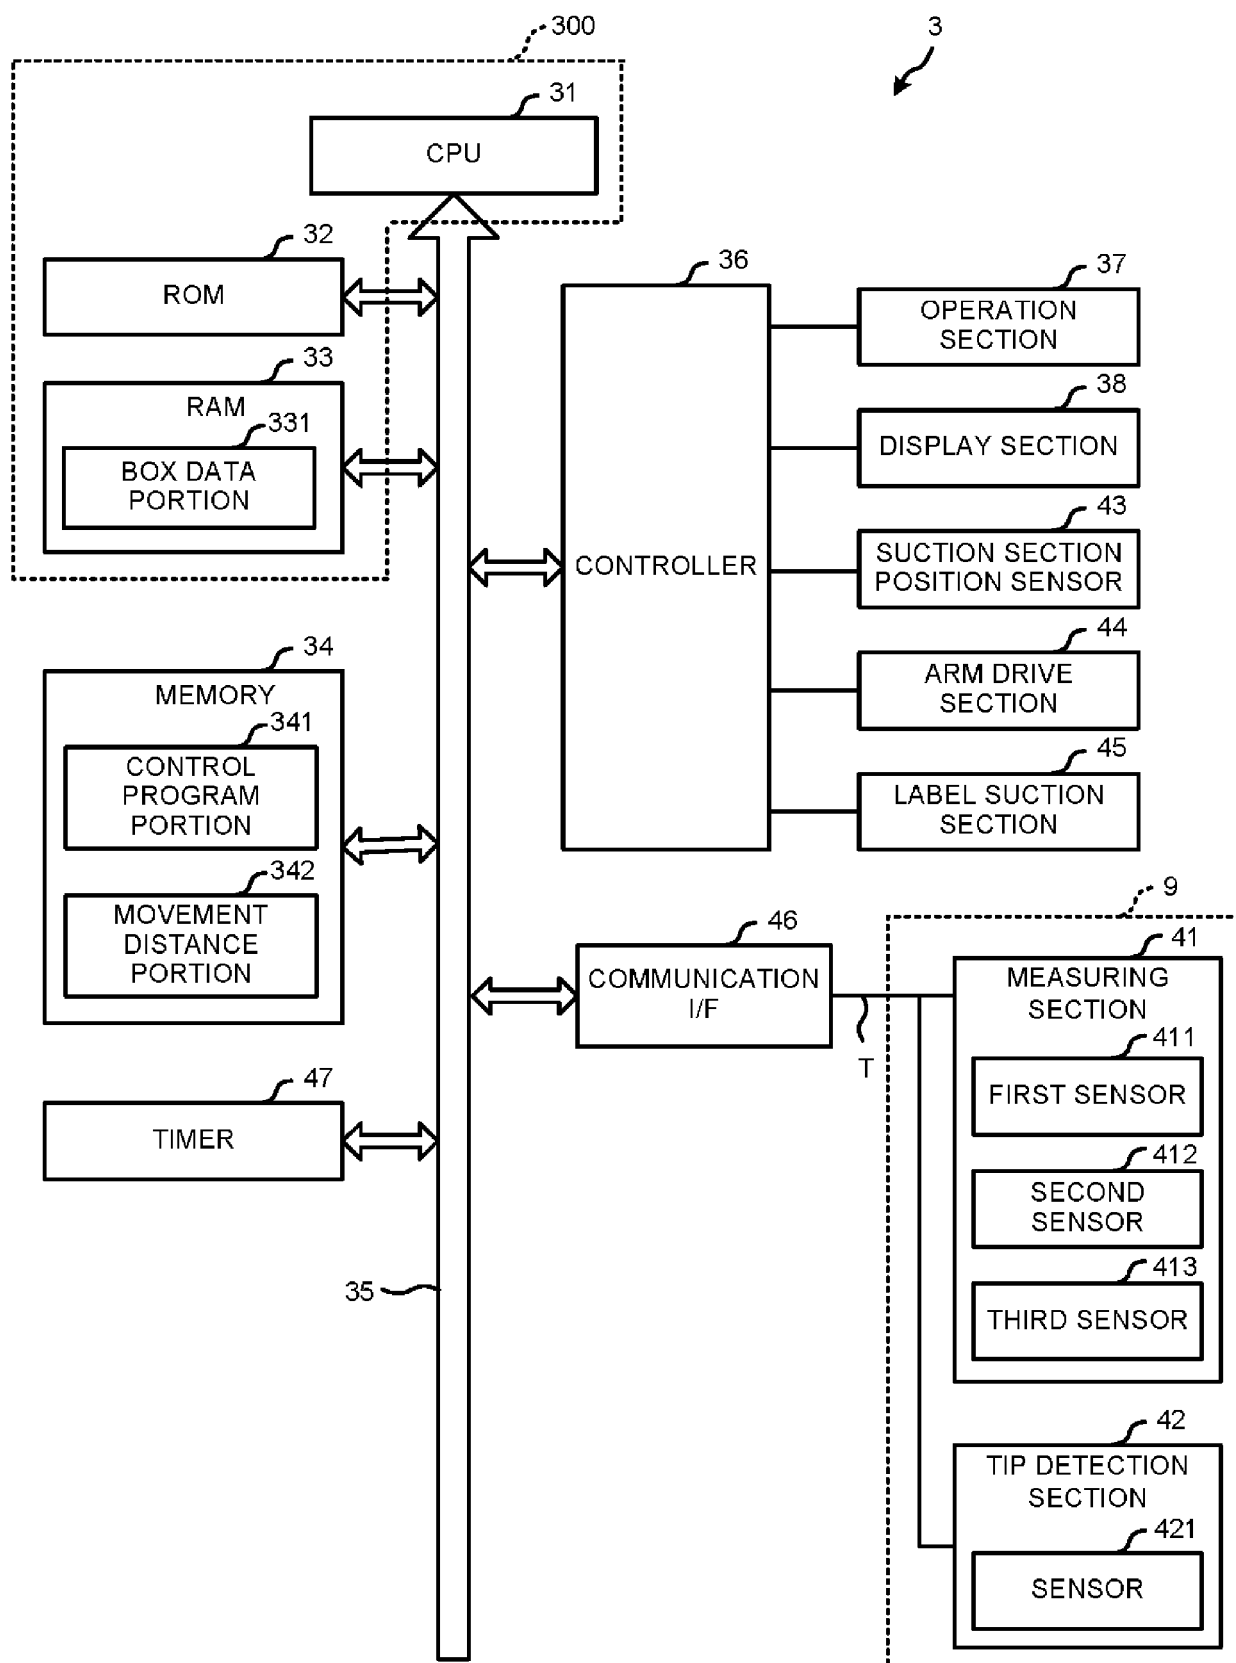 300
3
31
CPU
32
ROM
33
RAM
331
BOX DATA
PORTION
36
CONTROLLER
37
OPERATION
SECTION
38
DISPLAY SECTION
43
SUCTION SECTION
POSITION SENSOR
44
ARM DRIVE
SECTION
45
LABEL SUCTION
SECTION
34
MEMORY
341
CONTROL
PROGRAM
PORTION
342
MOVEMENT
DISTANCE
PORTION
46
COMMUNICATION
I/F
T
9
41
MEASURING
SECTION
411
FIRST SENSOR
412
SECOND
SENSOR
413
THIRD SENSOR
47
TIMER
35
42
TIP DETECTION
SECTION
421
SENSOR